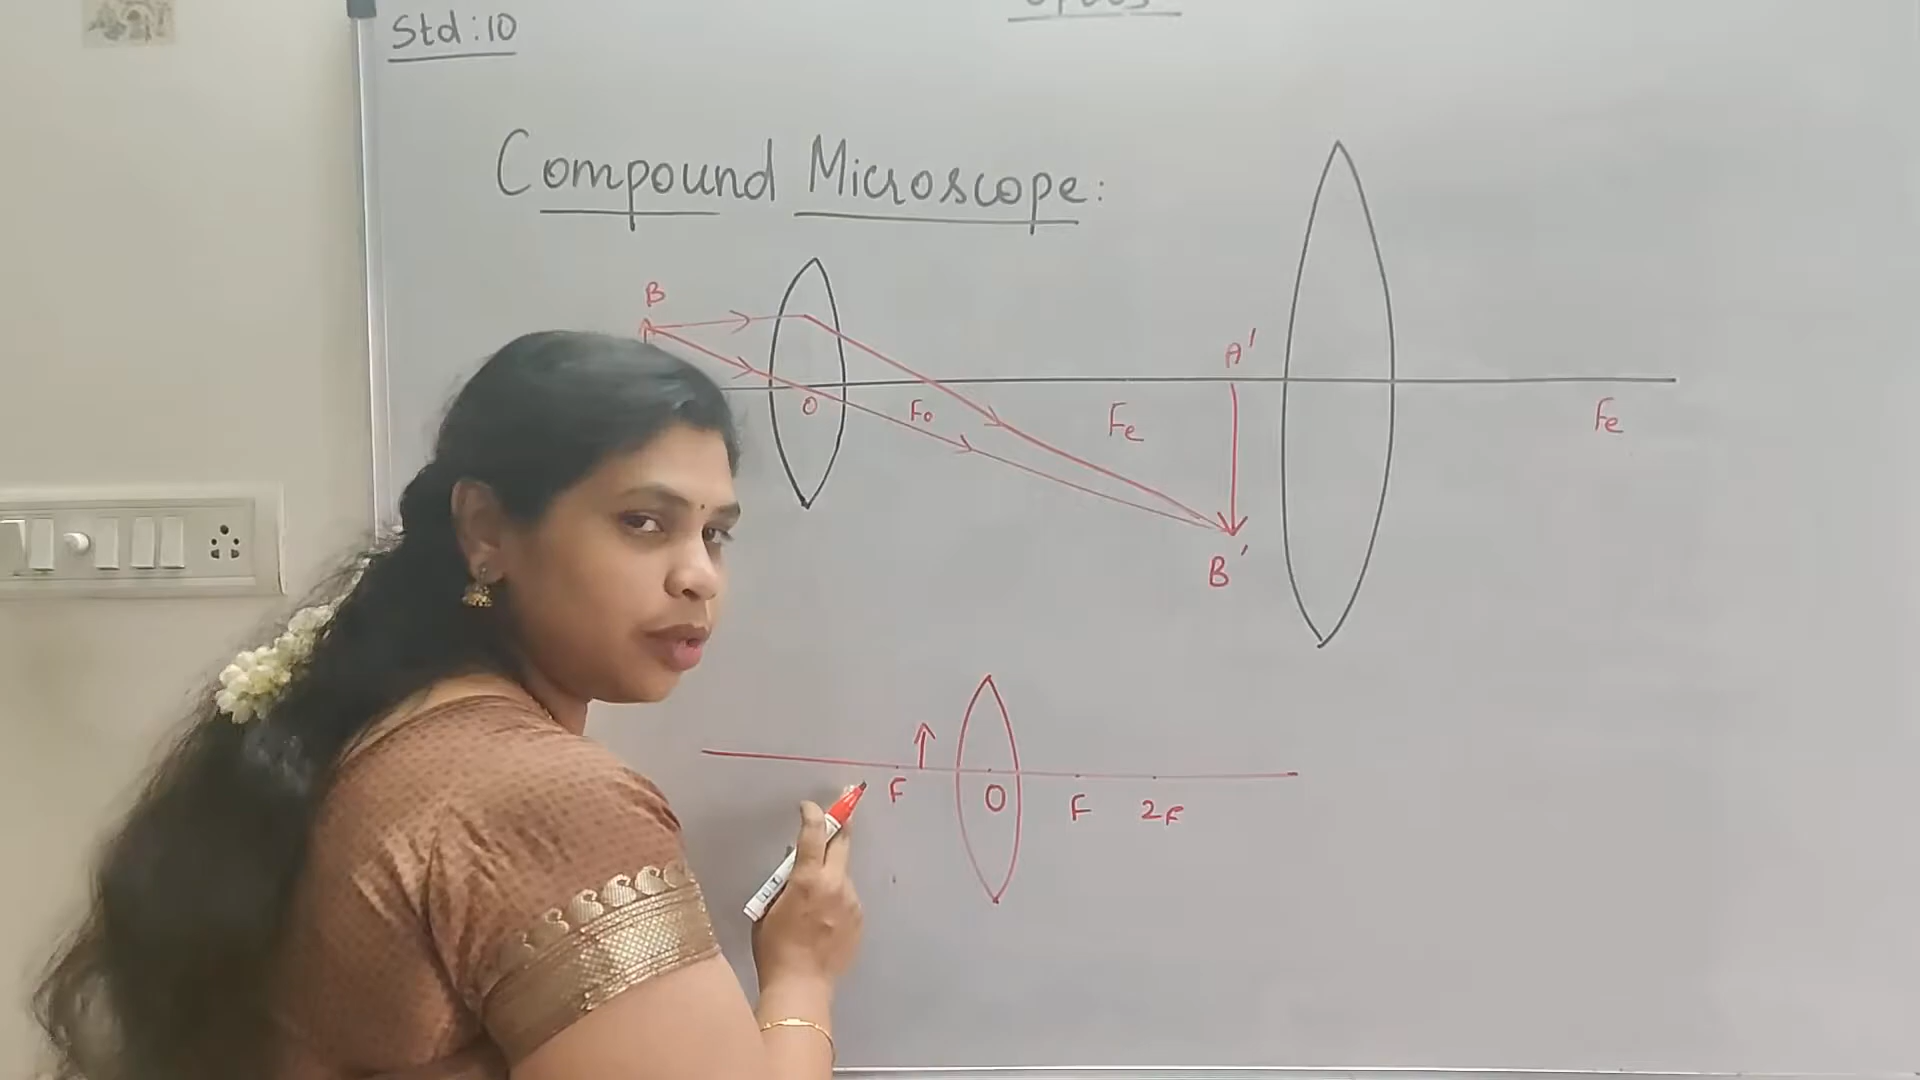 Std:10
Compound Microscope:
B
A'
O
Fo
Fe
Fe
B'
F
O
F
2F